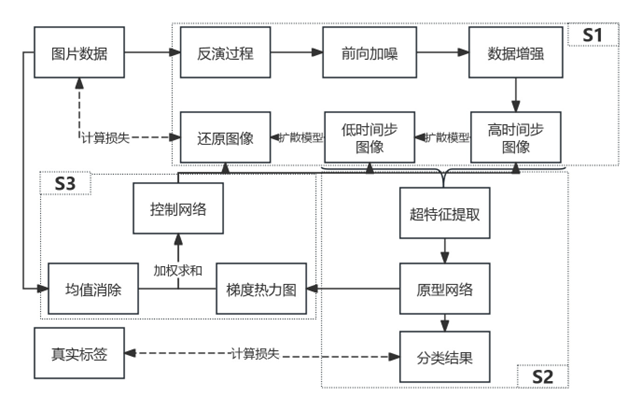 S1
图片数据
反演过程
前向加噪
数据增强
计算损失
还原图像
扩散模型
低时间步
图像
扩散模型
高时间步
图像
S3
控制网络
超特征提取
加权求和
均值消除
梯度热力图
原型网络
真实标签
计算损失
分类结果
S2